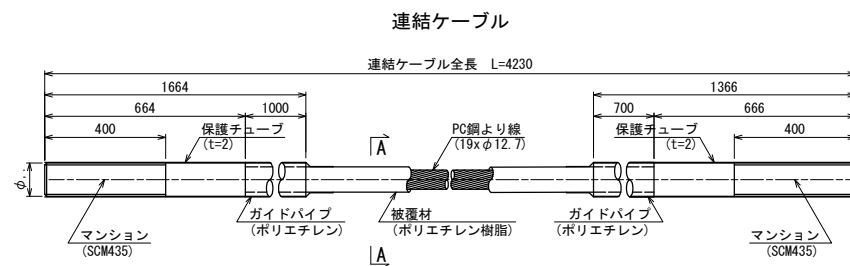 連結ケーブル
連結ケーブル全長 L=4230
1664
1366
664
1000
700
666
400
保護チューブ
(t=2)
A
PC鋼より線
(19xφ12.7)
保護チューブ
(t=2)
400
φ
マンション
(SCM435)
ガイドパイプ
(ポリエチレン)
被覆材
(ポリエチレン樹脂)
ガイドパイプ
(ポリエチレン)
マンション
(SCM435)
A